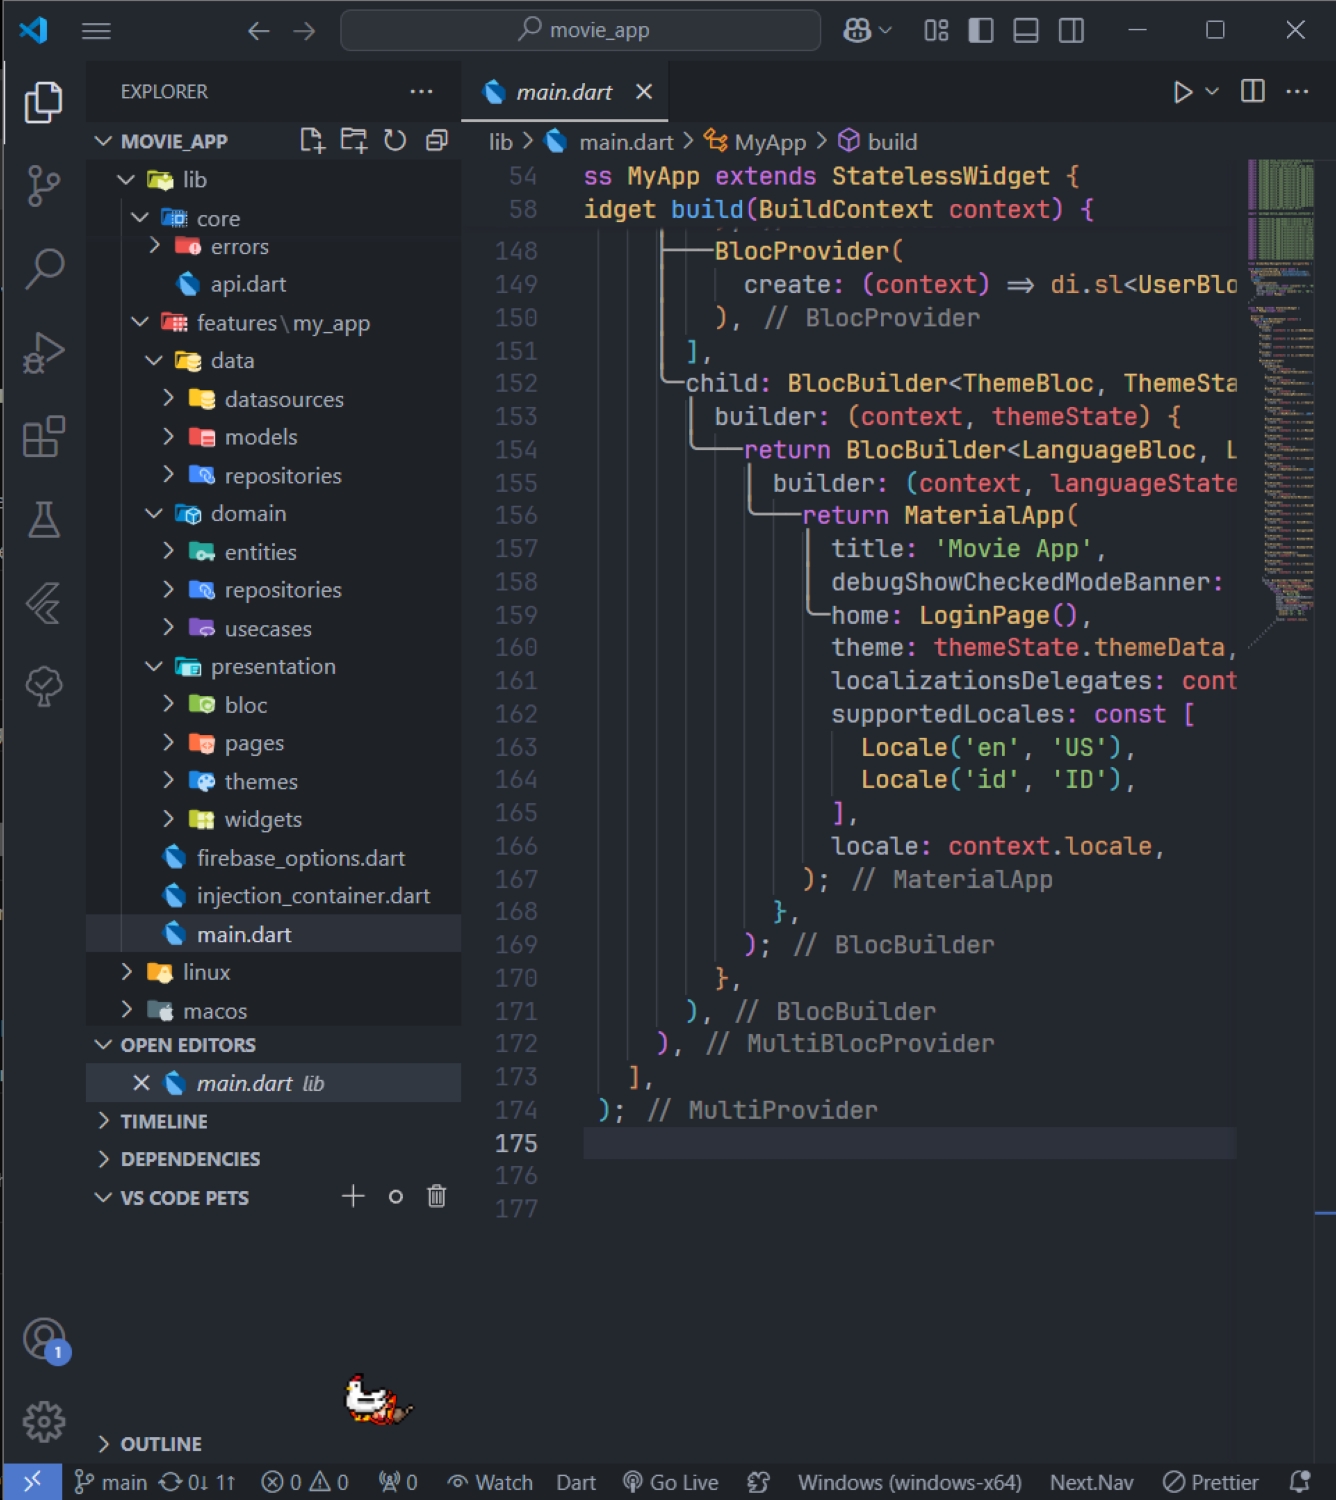 movie_app
EXPLORER
main.dart
MOVIE_APP
lib
core
errors
api.dart
features\my_app
data
datasources
models
repositories
domain
entities
repositories
usecases
presentation
bloc
pages
themes
widgets
firebase_options.dart
injection_container.dart
main.dart
linux
macos
OPEN EDITORS
main.dart lib
TIMELINE
DEPENDENCIES
VS CODE PETS
1
OUTLINE
lib > main.dart > MyApp > build
54 ss MyApp extends StatelessWidget {
58 idget build(BuildContext context) {
148 BlocProvider(
149 create: (context) => di.sl<UserBlo
150 ), // BlocProvider
151 ],
152 child: BlocBuilder<ThemeBloc, ThemeSta
153 builder: (context, themeState) {
154 return BlocBuilder<LanguageBloc, L
155 builder: (context, languageState
156 return MaterialApp(
157 title: 'Movie App',
158 debugShowCheckedModeBanner:
159 home: LoginPage(),
160 theme: themeState.themeData,
161 localizationsDelegates: cont
162 supportedLocales: const [
163 Locale('en', 'US'),
164 Locale('id', 'ID'),
165 ],
166 locale: context.locale,
167 ); // MaterialApp
168 },
169 ); // BlocBuilder
170 },
171 ), // BlocBuilder
172 ), // MultiBlocProvider
173 ],
174 ); // MultiProvider
175
176
177
main 0↓ 1↑ 0 0 0 Watch Dart Go Live Windows (windows-x64) Next.Nav Prettier